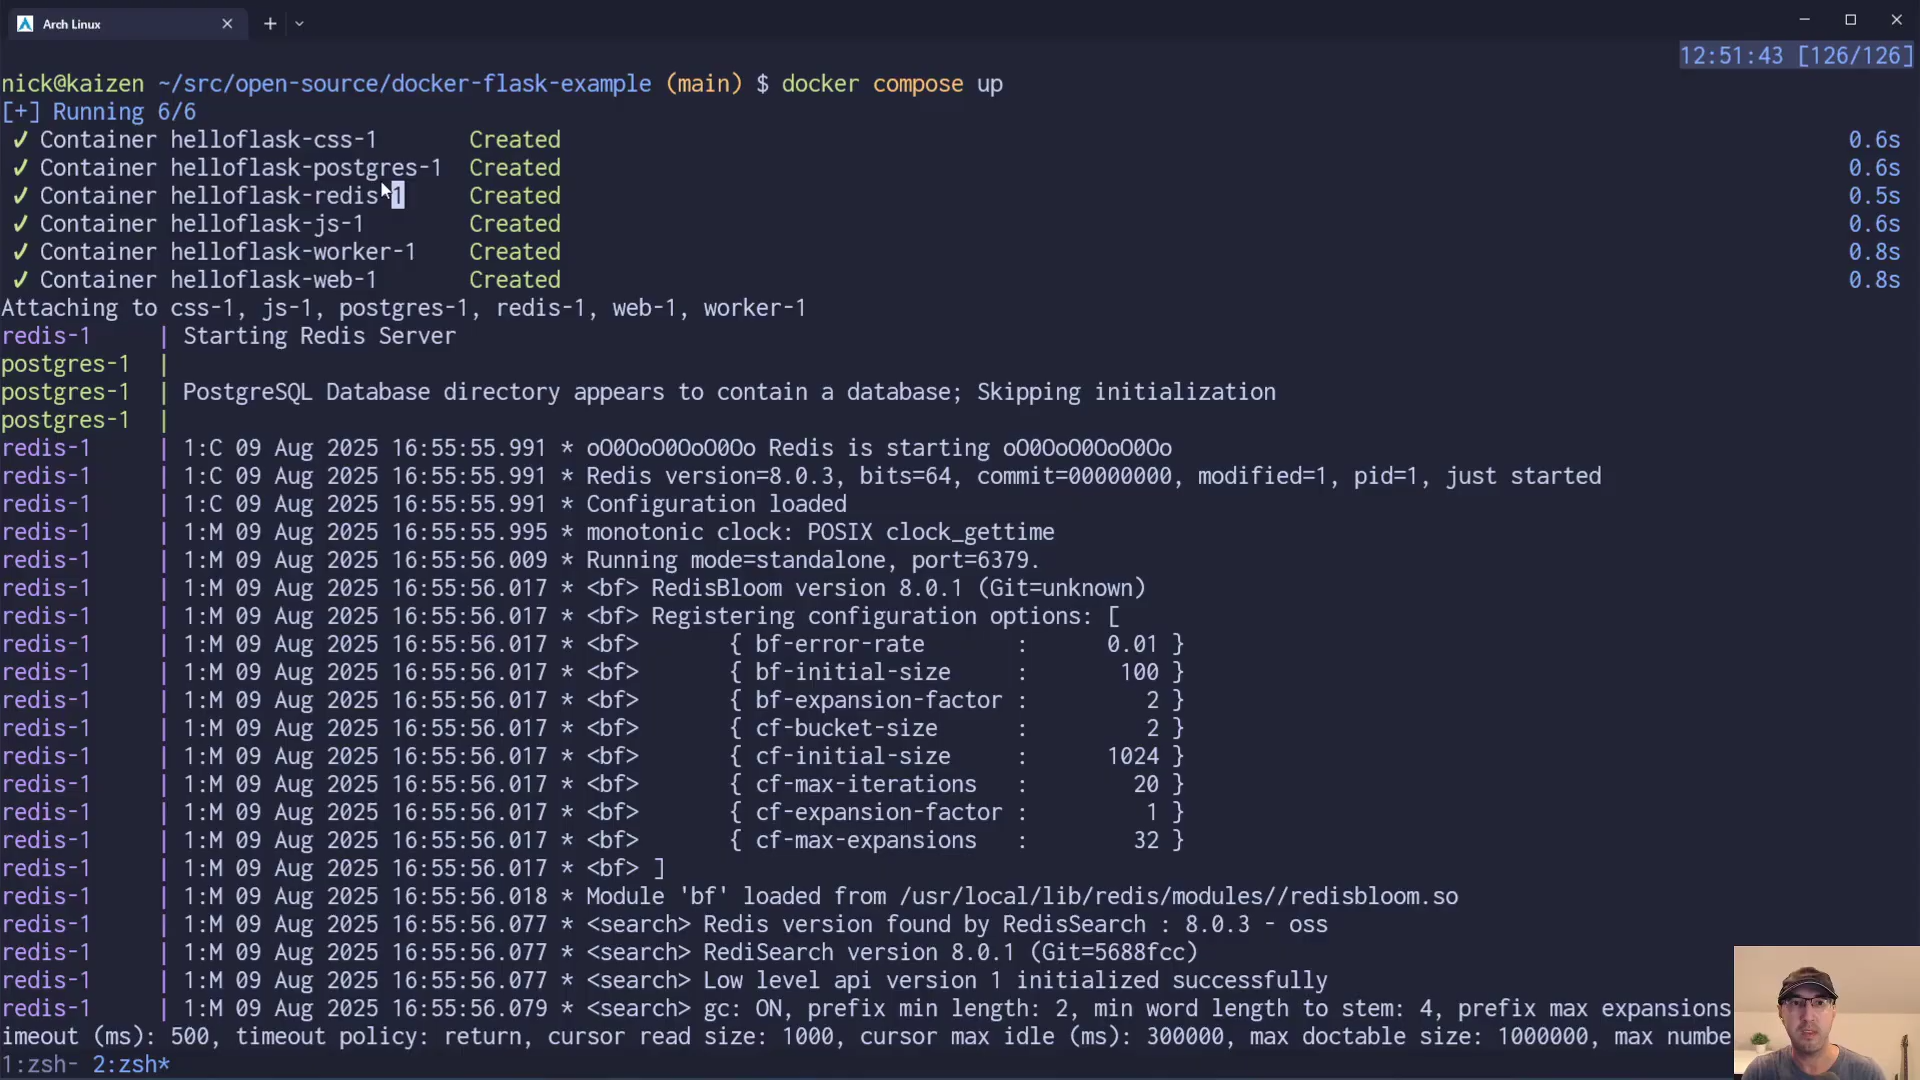 Arch Linux
12:51:43 [126/126]
nick@kaizen ~/src/open-source/docker-flask-example (main) $ docker compose up
[+] Running 6/6
✓ Container helloflask-css-1 Created 0.6s
✓ Container helloflask-postgres-1 Created 0.6s
✓ Container helloflask-redis-1 Created 0.5s
✓ Container helloflask-js-1 Created 0.6s
✓ Container helloflask-worker-1 Created 0.8s
✓ Container helloflask-web-1 Created 0.8s
Attaching to css-1, js-1, postgres-1, redis-1, web-1, worker-1
redis-1 | Starting Redis Server
postgres-1 |
postgres-1 | PostgreSQL Database directory appears to contain a database; Skipping initialization
postgres-1 |
redis-1 | 1:C 09 Aug 2025 16:55:55.991 * oO0OoO0OoO0Oo Redis is starting oO0OoO0OoO0Oo
redis-1 | 1:C 09 Aug 2025 16:55:55.991 * Redis version=8.0.3, bits=64, commit=00000000, modified=1, pid=1, just started
redis-1 | 1:C 09 Aug 2025 16:55:55.991 * Configuration loaded
redis-1 | 1:M 09 Aug 2025 16:55:55.995 * monotonic clock: POSIX clock_gettime
redis-1 | 1:M 09 Aug 2025 16:55:56.009 * Running mode=standalone, port=6379.
redis-1 | 1:M 09 Aug 2025 16:55:56.017 * <bf> RedisBloom version 8.0.1 (Git=unknown)
redis-1 | 1:M 09 Aug 2025 16:55:56.017 * <bf> Registering configuration options: [
redis-1 | 1:M 09 Aug 2025 16:55:56.017 * <bf> { bf-error-rate : 0.01 }
redis-1 | 1:M 09 Aug 2025 16:55:56.017 * <bf> { bf-initial-size : 100 }
redis-1 | 1:M 09 Aug 2025 16:55:56.017 * <bf> { bf-expansion-factor : 2 }
redis-1 | 1:M 09 Aug 2025 16:55:56.017 * <bf> { cf-bucket-size : 2 }
redis-1 | 1:M 09 Aug 2025 16:55:56.017 * <bf> { cf-initial-size : 1024 }
redis-1 | 1:M 09 Aug 2025 16:55:56.017 * <bf> { cf-max-iterations : 20 }
redis-1 | 1:M 09 Aug 2025 16:55:56.017 * <bf> { cf-expansion-factor : 1 }
redis-1 | 1:M 09 Aug 2025 16:55:56.017 * <bf> { cf-max-expansions : 32 }
redis-1 | 1:M 09 Aug 2025 16:55:56.017 * <bf> ]
redis-1 | 1:M 09 Aug 2025 16:55:56.018 * Module 'bf' loaded from /usr/local/lib/redis/modules//redisbloom.so
redis-1 | 1:M 09 Aug 2025 16:55:56.077 * <search> Redis version found by RedisSearch : 8.0.3 - oss
redis-1 | 1:M 09 Aug 2025 16:55:56.077 * <search> RediSearch version 8.0.1 (Git=5688fcc)
redis-1 | 1:M 09 Aug 2025 16:55:56.077 * <search> Low level api version 1 initialized successfully
redis-1 | 1:M 09 Aug 2025 16:55:56.079 * <search> gc: ON, prefix min length: 2, min word length to stem: 4, prefix max expansions
imeout (ms): 500, timeout policy: return, cursor read size: 1000, cursor max idle (ms): 300000, max doctable size: 1000000, max numbe
1:zsh- 2:zsh*